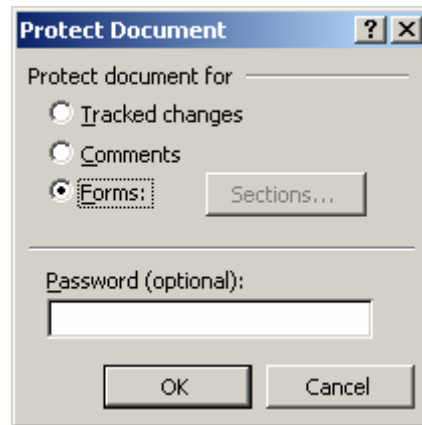 Protect Document ? X
Protect document for
Tracked changes
Comments
Forms: Sections...
Password (optional):
OK Cancel